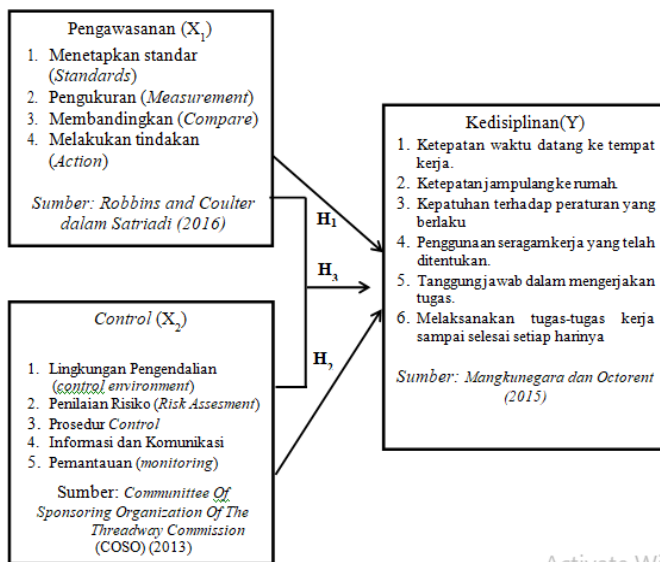 Pengawasanan (X1)
1. Menetapkan standar
(Standards)
2. Pengukuran (Measurement)
3. Membandingkan (Compare)
4. Melakukan tindakan
(Action)
Sumber: Robbins and Coulter
dalam Satriadi (2016)
Control (X2)
1. Lingkungan Pengendalian
(control environment)
2. Penilaian Risiko (Risk Assesment)
3. Prosedur Control
4. Informasi dan Komunikasi
5. Pemantauan (monitoring)
Sumber: Communittee Of
Sponsoring Organization Of The
Threadway Commission
(COSO) (2013)
H1
H3
H2
Kedisiplinan(Y)
1. Ketepatan waktu datang ke tempat
kerja.
2. Ketepatan jam pulang ke rumah.
3. Kepatuhan terhadap peraturan yang
berlaku
4. Penggunaan seragam kerja yang telah
ditentukan.
5. Tanggung jawab dalam mengerjakan
tugas.
6. Melaksanakan tugas-tugas kerja
sampai selesai setiap harinya
Sumber: Mangkunegara dan Octorent
(2015)